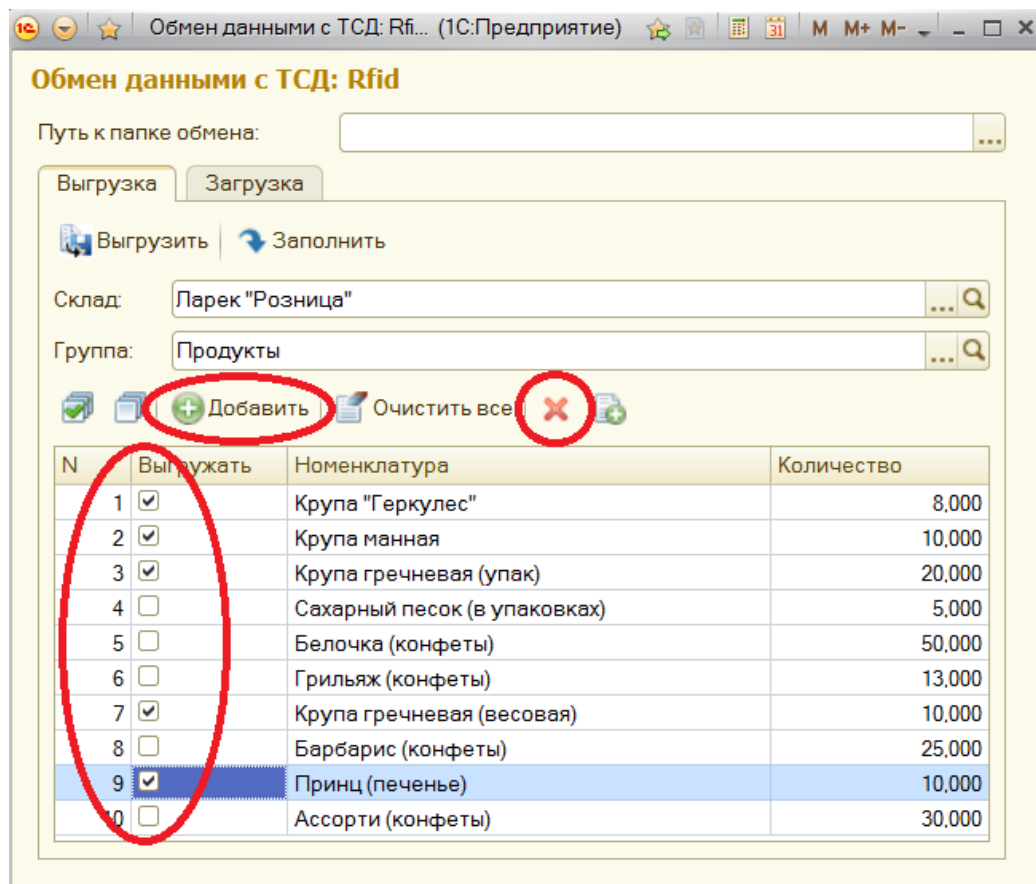 Обмен данными с ТСД: Rfi... (1С:Предприятие) 31 M M+ M-
Обмен данными с ТСД: Rfid
Путь к папке обмена: ...
Выгрузка Загрузка
Выгрузить Заполнить
Склад: Ларек "Розница" ...
Группа: Продукты ...
Добавить Очистить все
N Выгружать Номенклатура Количество
1 Крупа "Геркулес" 8,000
2 Крупа манная 10,000
3 Крупа гречневая (упак) 20,000
4 Сахарный песок (в упаковках) 5,000
5 Белочка (конфеты) 50,000
6 Грильяж (конфеты) 13,000
7 Крупа гречневая (весовая) 10,000
8 Барбарис (конфеты) 25,000
9 Принц (печенье) 10,000
10 Ассорти (конфеты) 30,000